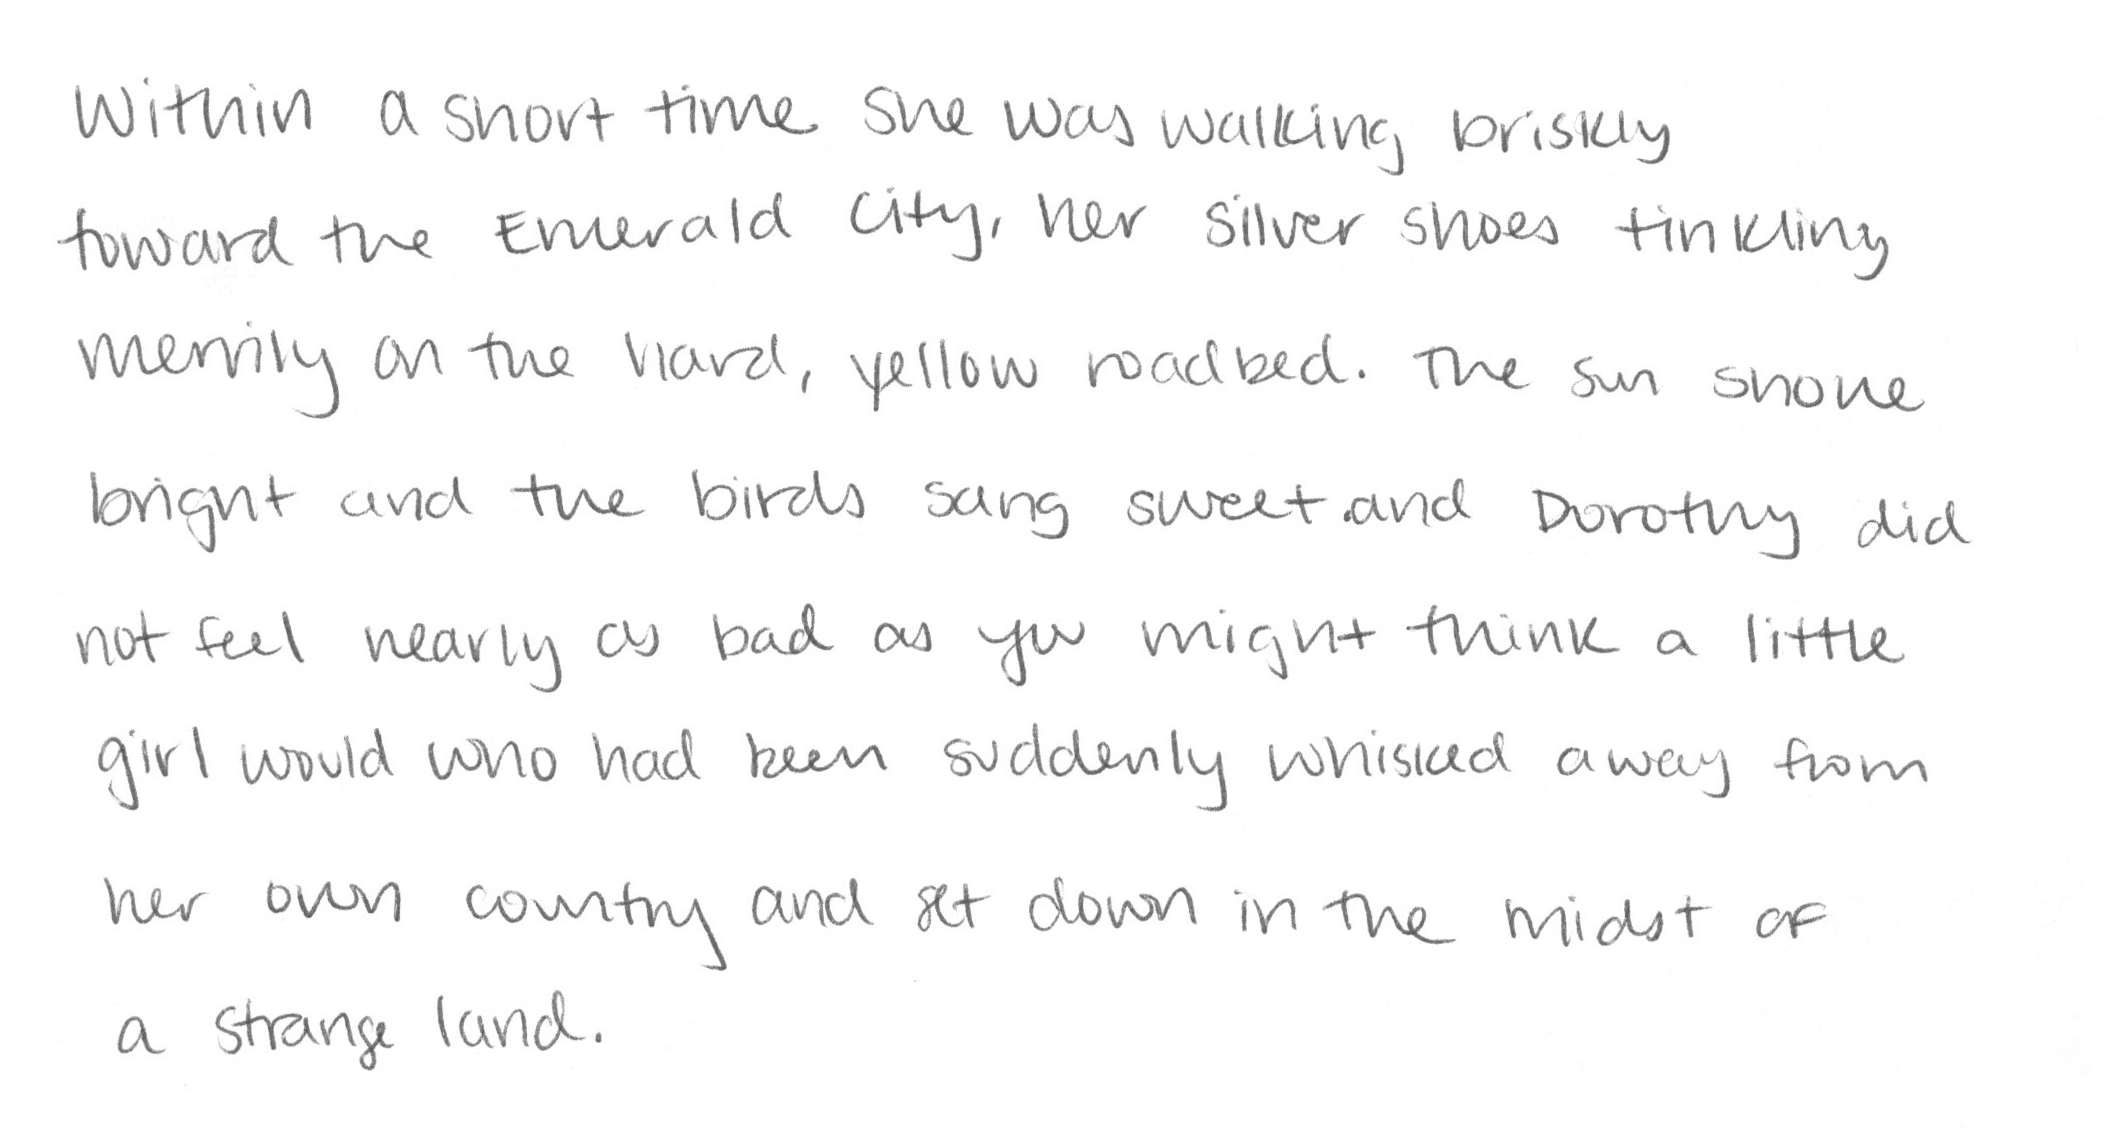 Within a short time she was walking briskly
toward the Emerald City, her silver shoes tinkling
merrily on the hard, yellow roadbed. The sun shone
bright and the birds sang sweet.and Dorothy did
not feel nearly as bad as you might think a little
girl would who had been suddenly whisked away from
her own country and set down in the midst of
a strange land.